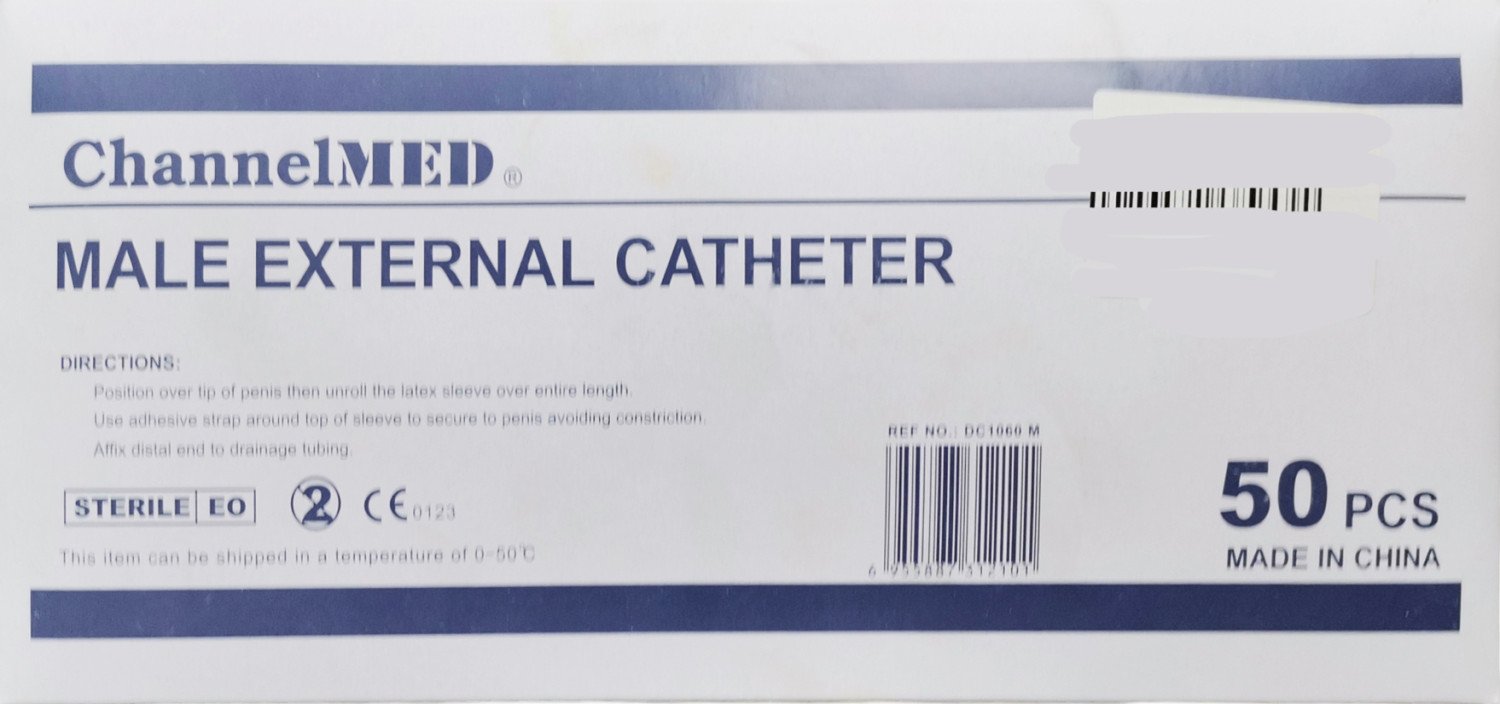 ChannelMED®
MALE EXTERNAL CATHETER
DIRECTIONS:
Position over tip of penis then unroll the latex sleeve over entire length.
Use adhesive strap around top of sleeve to secure to penis avoiding constriction.
Affix distal end to drainage tubing.
STERILE EO 2 CE 0123
This item can be shipped in a temperature of 0-50℃
REF NO.: DC1060 M
50 PCS
MADE IN CHINA